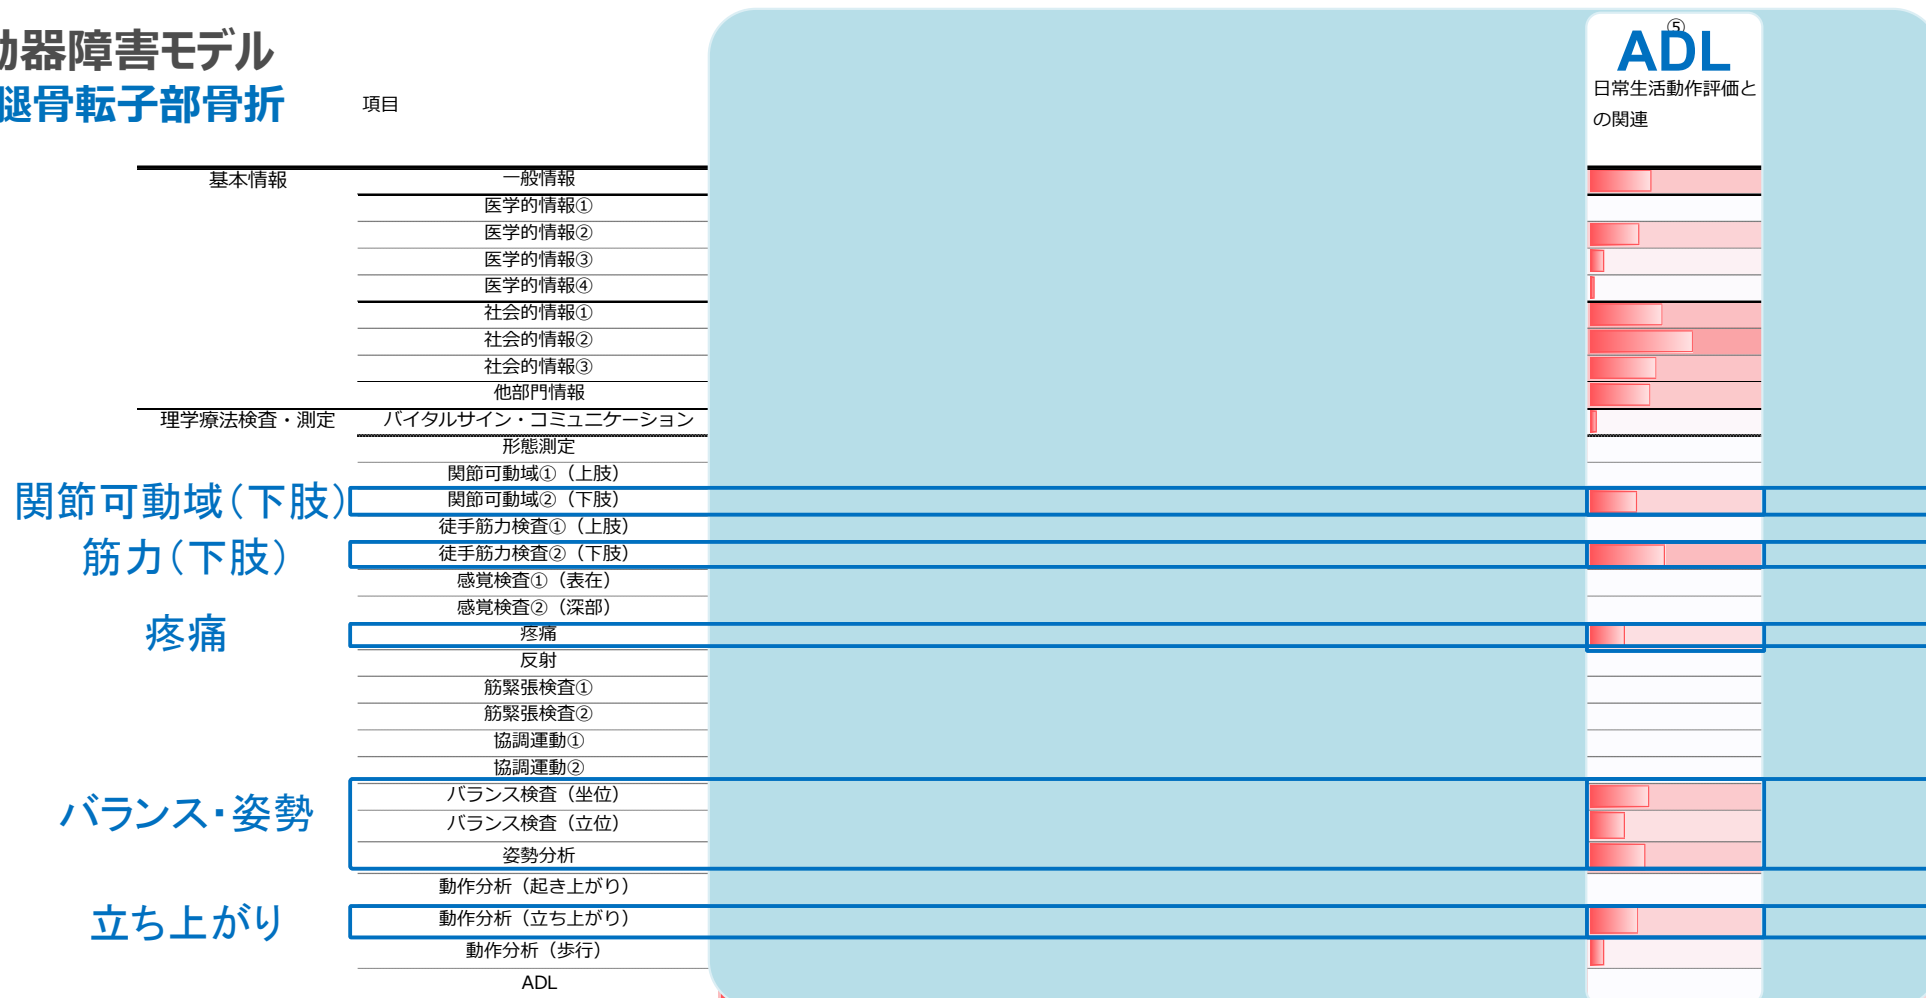 動器障害モデル
腿骨転子部骨折
項目
⑤
ADL
日常生活動作評価と
の関連
基本情報
一般情報
医学的情報①
医学的情報②
医学的情報③
医学的情報④
社会的情報①
社会的情報②
社会的情報③
他部門情報
理学療法検査・測定
バイタルサイン・コミュニケーション
形態測定
関節可動域①（上肢）
関節可動域（下肢）
関節可動域②（下肢）
徒手筋力検査①（上肢）
筋力（下肢）
徒手筋力検査②（下肢）
感覚検査①（表在）
感覚検査②（深部）
疼痛
疼痛
反射
筋緊張検査①
筋緊張検査②
協調運動①
協調運動②
バランス・姿勢
バランス検査（坐位）
バランス検査（立位）
姿勢分析
動作分析（起き上がり）
立ち上がり
動作分析（立ち上がり）
動作分析（歩行）
ADL